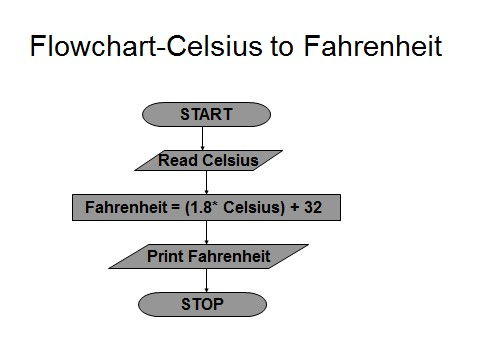 Flowchart-Celsius to Fahrenheit
START
Read Celsius
Fahrenheit = (1.8* Celsius) + 32
Print Fahrenheit
STOP